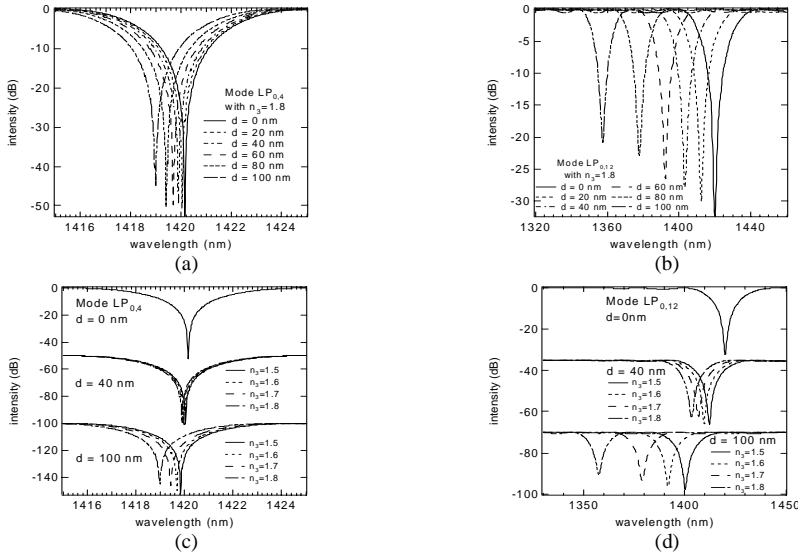 0
-10
-20
-30
-40
-50
intensity (dB)
Mode LP0,4
with n3=1.8
d = 0 nm
d = 20 nm
d = 40 nm
d = 60 nm
d = 80 nm
d = 100 nm
1416
1418
1420
1422
1424
wavelength (nm)
(a)
0
-5
-10
-15
-20
-25
-30
intensity (dB)
Mode LP0,12
with n3=1.8
d = 0 nm
d = 20 nm
d = 40 nm
d = 60 nm
d = 80 nm
d = 100 nm
1320
1360
1400
1440
wavelength (nm)
(b)
0
-20
-40
-60
-80
-100
-120
-140
intensity (dB)
Mode LP0,4
d = 0 nm
d = 40 nm
n3=1.5
n3=1.6
n3=1.7
n3=1.8
d = 100 nm
n3=1.5
n3=1.6
n3=1.7
n3=1.8
1416
1418
1420
1422
1424
wavelength (nm)
(c)
0
-20
-40
-60
-80
-100
intensity (dB)
Mode LP0,12
d=0nm
d = 40 nm
n3=1.5
n3=1.6
n3=1.7
n3=1.8
d = 100 nm
n3=1.5
n3=1.6
n3=1.7
n3=1.8
1350
1400
1450
wavelength (nm)
(d)